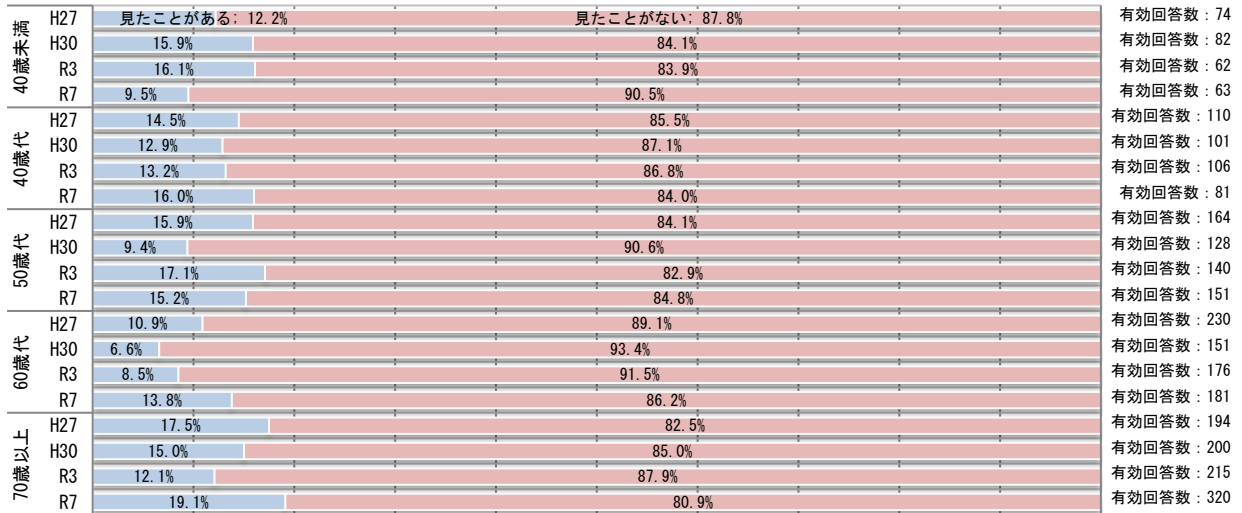 40歳未満
H27 見たことがある; 12.2% 見たことがない; 87.8% 有効回答数：74
H30 15.9% 84.1% 有効回答数：82
R3 16.1% 83.9% 有効回答数：62
R7 9.5% 90.5% 有効回答数：63
40歳代
H27 14.5% 85.5% 有効回答数：110
H30 12.9% 87.1% 有効回答数：101
R3 13.2% 86.8% 有効回答数：106
R7 16.0% 84.0% 有効回答数：81
50歳代
H27 15.9% 84.1% 有効回答数：164
H30 9.4% 90.6% 有効回答数：128
R3 17.1% 82.9% 有効回答数：140
R7 15.2% 84.8% 有効回答数：151
60歳代
H27 10.9% 89.1% 有効回答数：230
H30 6.6% 93.4% 有効回答数：151
R3 8.5% 91.5% 有効回答数：176
R7 13.8% 86.2% 有効回答数：181
70歳以上
H27 17.5% 82.5% 有効回答数：194
H30 15.0% 85.0% 有効回答数：200
R3 12.1% 87.9% 有効回答数：215
R7 19.1% 80.9% 有効回答数：320